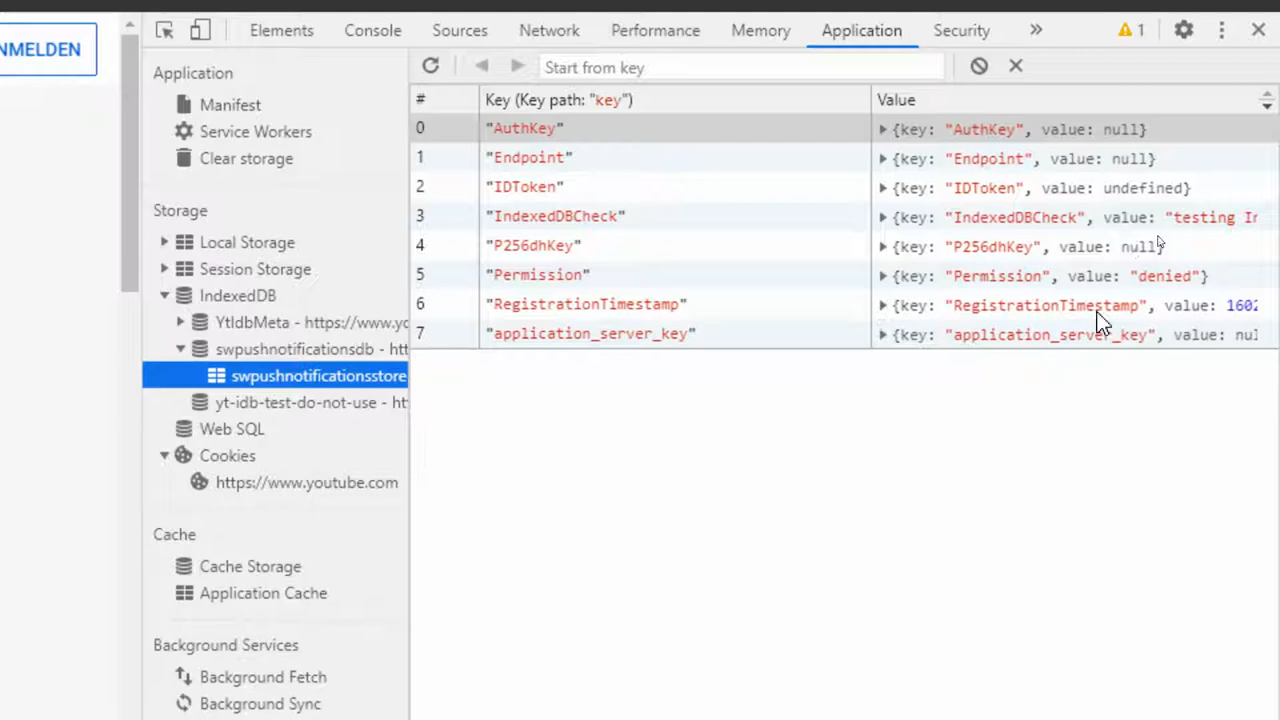 NMELDEN
Elements Console Sources Network Performance Memory Application Security » 1
Application
Manifest
Service Workers
Clear storage
Storage
Local Storage
Session Storage
IndexedDB
YtIdbMeta - https://www.yo
swpushnotificationsdb - htt
swpushnotificationsstore
yt-idb-test-do-not-use - ht
Web SQL
Cookies
https://www.youtube.com
Cache
Cache Storage
Application Cache
Background Services
Background Fetch
Background Sync
Start from key
# Key (Key path: "key") Value
0 "AuthKey" {key: "AuthKey", value: null}
1 "Endpoint" {key: "Endpoint", value: null}
2 "IDToken" {key: "IDToken", value: undefined}
3 "IndexedDBCheck" {key: "IndexedDBCheck", value: "testing In
4 "P256dhKey" {key: "P256dhKey", value: null}
5 "Permission" {key: "Permission", value: "denied"}
6 "RegistrationTimestamp" {key: "RegistrationTimestamp", value: 1602
7 "application_server_key" {key: "application_server_key", value: nul